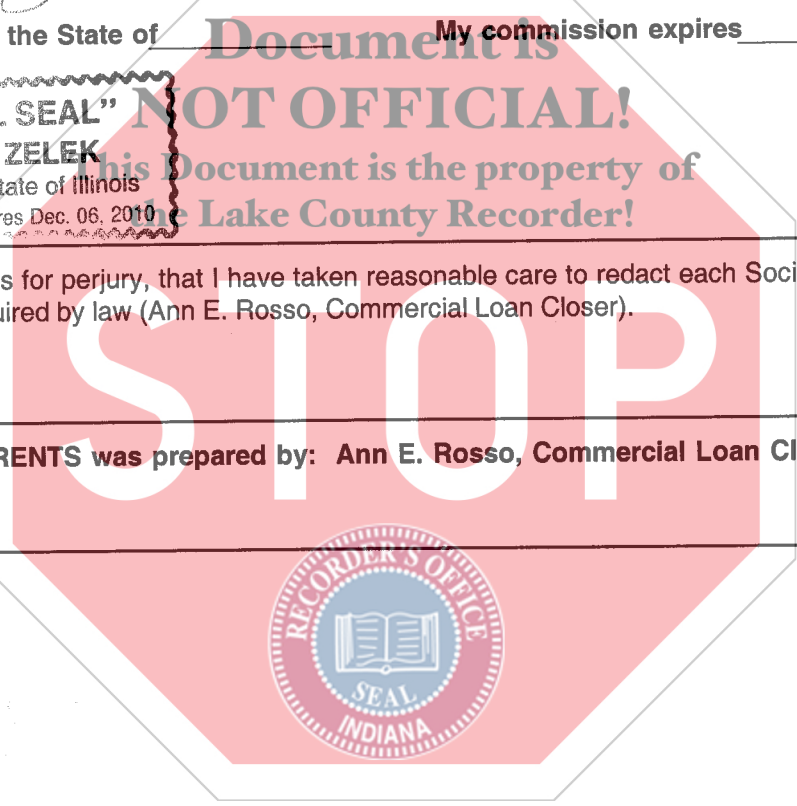 the State of My commission expires
Document is
NOT OFFICIAL!
This Document is the property of
the Lake County Recorder!
SEAL”
ZELEK
tate of Illinois
res Dec. 06, 2010
s for perjury, that I have taken reasonable care to redact each Soci
uired by law (Ann E. Rosso, Commercial Loan Closer).
STOP
RENTS was prepared by: Ann E. Rosso, Commercial Loan Cl
RECORDER'S OFFICE
SEAL
INDIANA